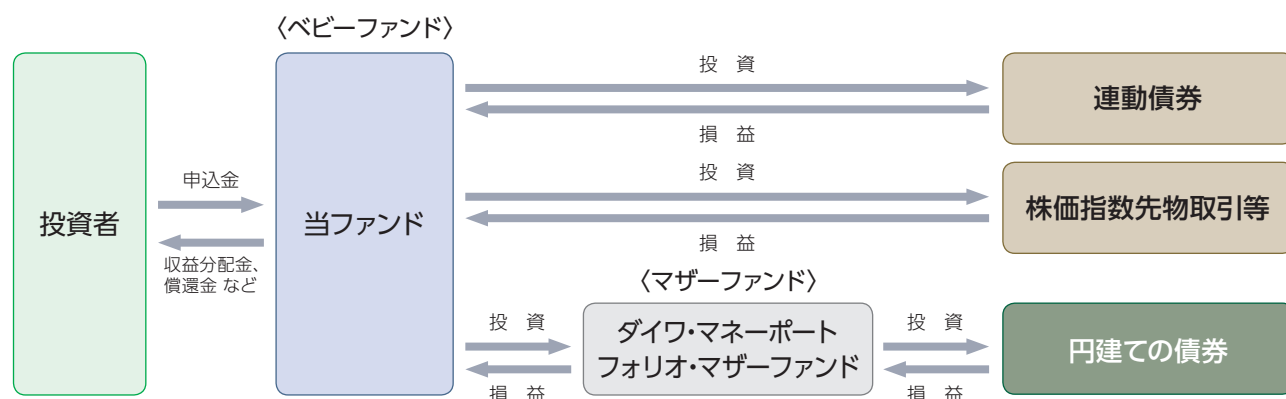 〈ベビーファンド〉
投資者
申込金
収益分配金、
償還金 など
当ファンド
投 資
損 益
連動債券
投 資
損 益
株価指数先物取引等
〈マザーファンド〉
投 資
損 益
ダイワ・マネーポート
フォリオ・マザーファンド
投 資
損 益
円建ての債券